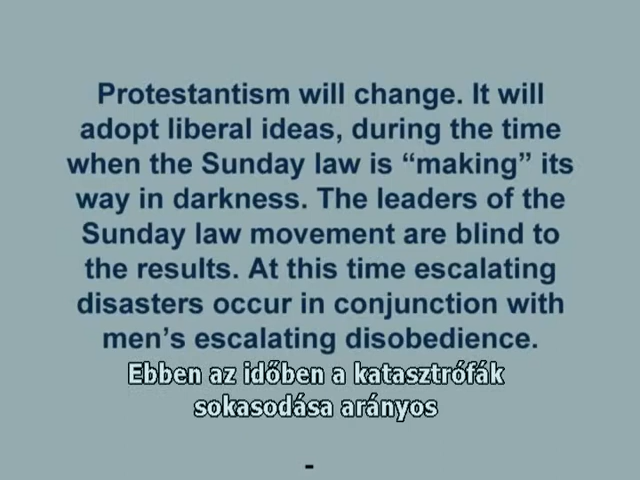 Protestantism will change. It will
adopt liberal ideas, during the time
when the Sunday law is “making” its
way in darkness. The leaders of the
Sunday law movement are blind to
the results. At this time escalating
disasters occur in conjunction with
men’s escalating disobedience.
Ebben az időben a katasztrófák
sokasodása arányos
-